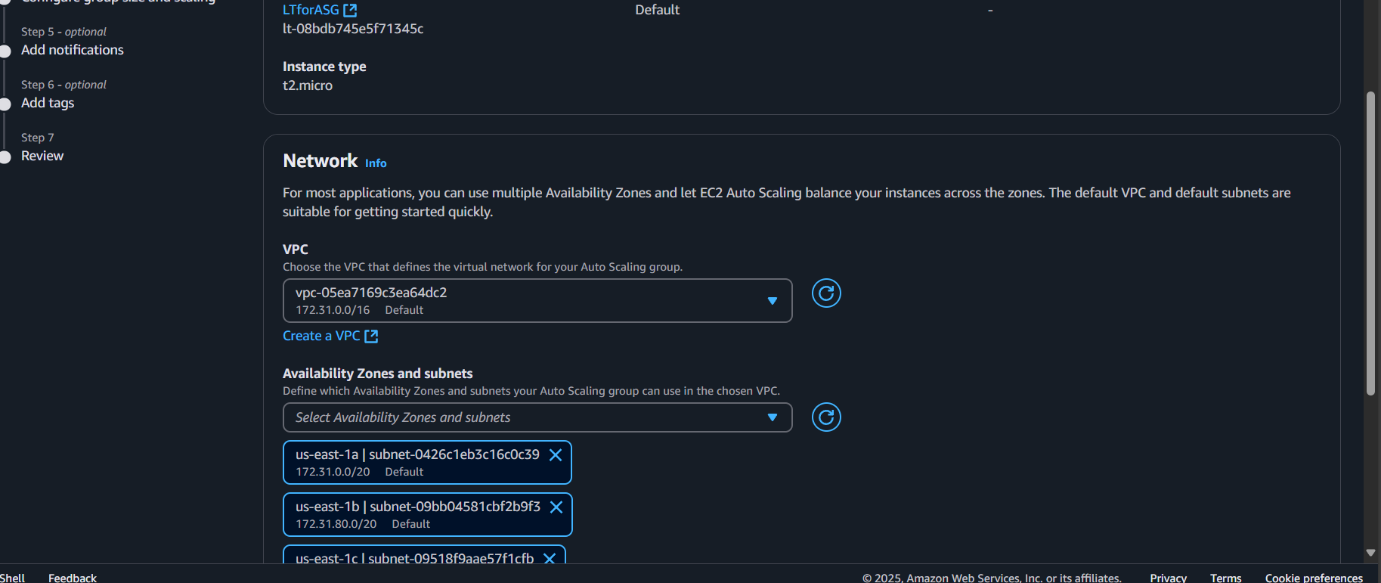 Configure group size and scaling
Step 5 - optional
Add notifications
Step 6 - optional
Add tags
Step 7
Review
LTforASG
lt-08bdb745e5f71345c
Default
-
Instance type
t2.micro
Network Info
For most applications, you can use multiple Availability Zones and let EC2 Auto Scaling balance your instances across the zones. The default VPC and default subnets are
suitable for getting started quickly.
VPC
Choose the VPC that defines the virtual network for your Auto Scaling group.
vpc-05ea7169c3ea64dc2
172.31.0.0/16 Default
Create a VPC
Availability Zones and subnets
Define which Availability Zones and subnets your Auto Scaling group can use in the chosen VPC.
Select Availability Zones and subnets
us-east-1a | subnet-0426c1eb3c16c0c39
172.31.0.0/20 Default
us-east-1b | subnet-09bb04581cbf2b9f3
172.31.80.0/20 Default
us-east-1c | subnet-09518f9aae57f1cfb
Shell Feedback © 2025, Amazon Web Services, Inc. or its affiliates. Privacy Terms Cookie preferences